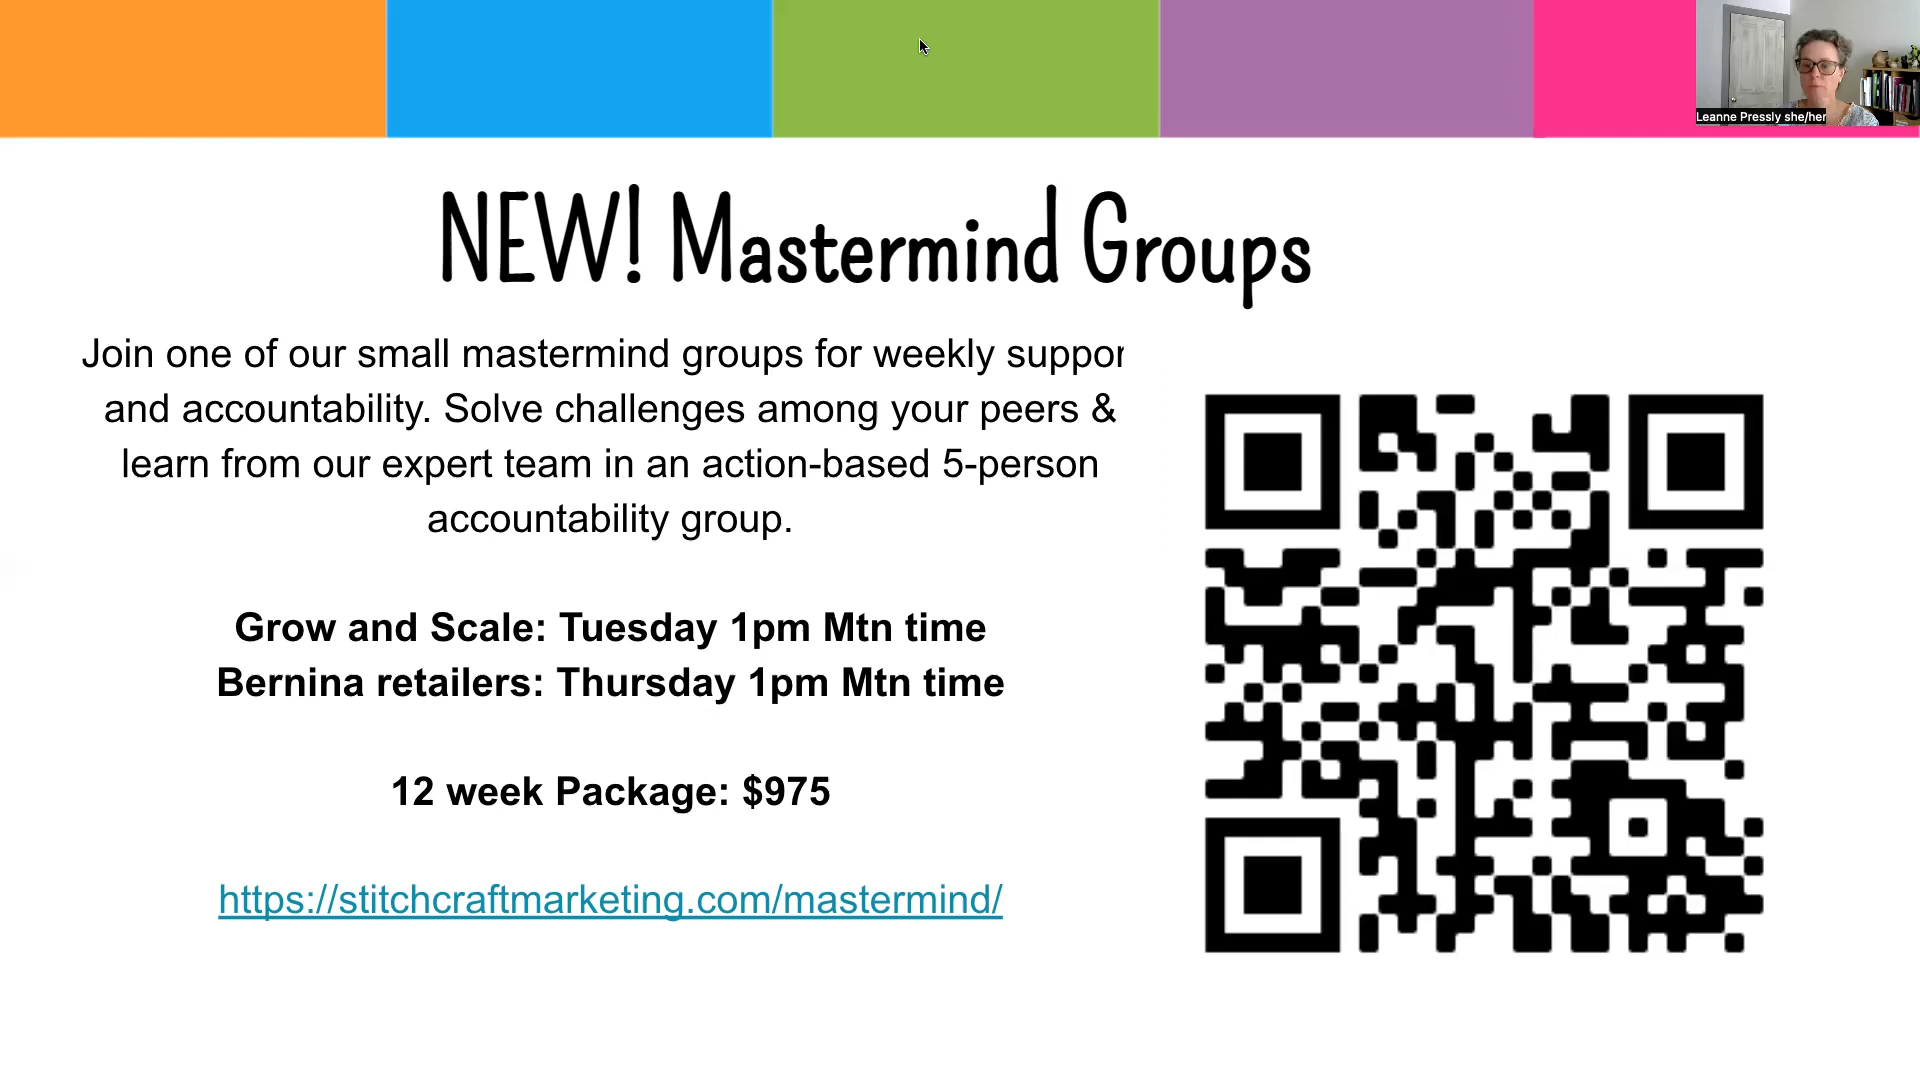 Leanne Pressly she/her
NEW! Mastermind Groups
Join one of our small mastermind groups for weekly suppor
and accountability. Solve challenges among your peers &
learn from our expert team in an action-based 5-person
accountability group.
Grow and Scale: Tuesday 1pm Mtn time
Bernina retailers: Thursday 1pm Mtn time
12 week Package: $975
https://stitchcraftmarketing.com/mastermind/